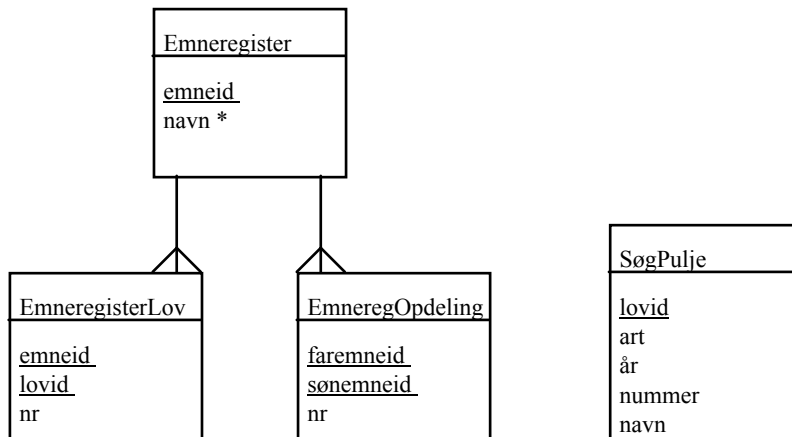 Emneregister
emneid
navn *
EmneregisterLov
emneid
lovid
nr
EmneregOpdeling
faremneid
sønemneid
nr
SøgPulje
lovid
art
år
nummer
navn